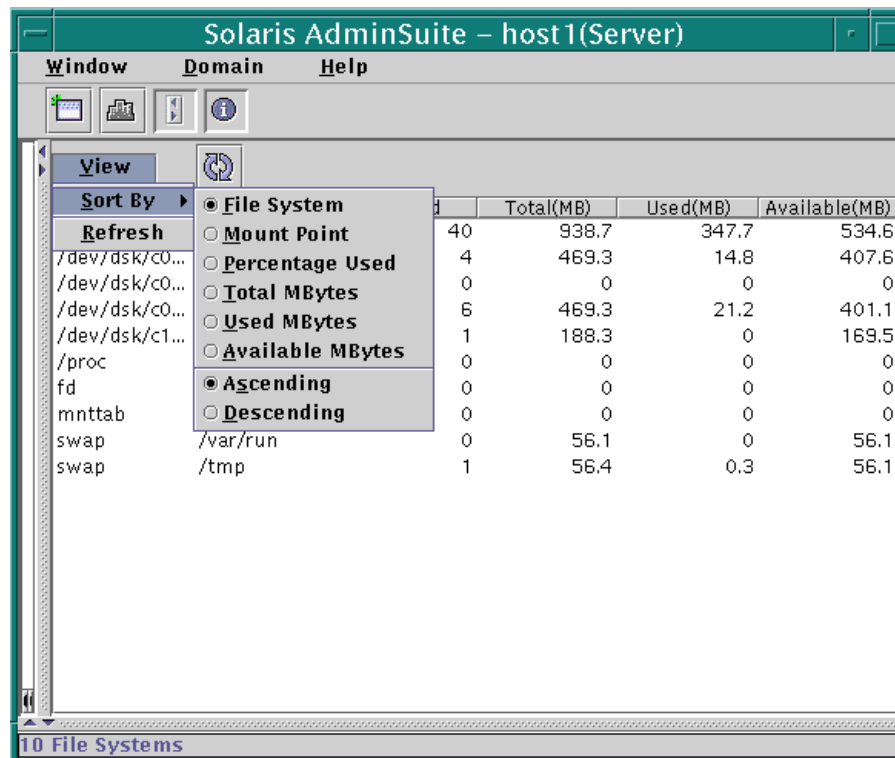 Solaris AdminSuite – host1(Server)
Window Domain Help
View
Sort By
Refresh
File System
Mount Point
Percentage Used
Total MBytes
Used MBytes
Available MBytes
Ascending
Descending
d Total(MB) Used(MB) Available(MB)
40 938.7 347.7 534.6
/dev/dsk/c0... 4 469.3 14.8 407.6
/dev/dsk/c0... 0 0 0 0
/dev/dsk/c0... 6 469.3 21.2 401.1
/dev/dsk/c1... 1 188.3 0 169.5
/proc 0 0 0 0
fd 0 0 0 0
mnttab 0 0 0 0
swap /var/run 0 56.1 0 56.1
swap /tmp 1 56.4 0.3 56.1
10 File Systems